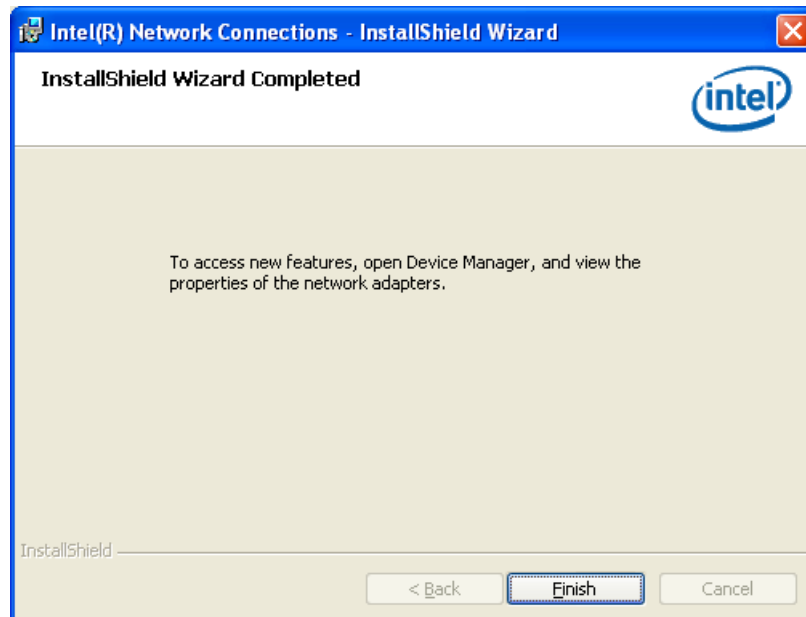 Intel(R) Network Connections - InstallShield Wizard
InstallShield Wizard Completed
intel
To access new features, open Device Manager, and view the
properties of the network adapters.
InstallShield
< Back
Finish
Cancel